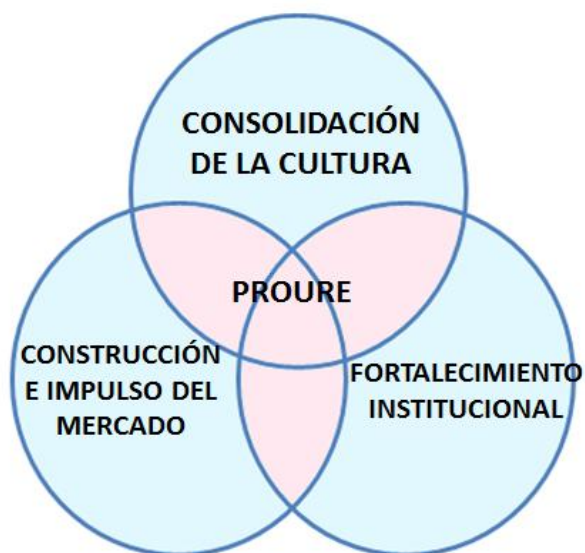 CONSOLIDACIÓN
DE LA CULTURA
PROURE
CONSTRUCCIÓN
E IMPULSO DEL
MERCADO
FORTALECIMIENTO
INSTITUCIONAL